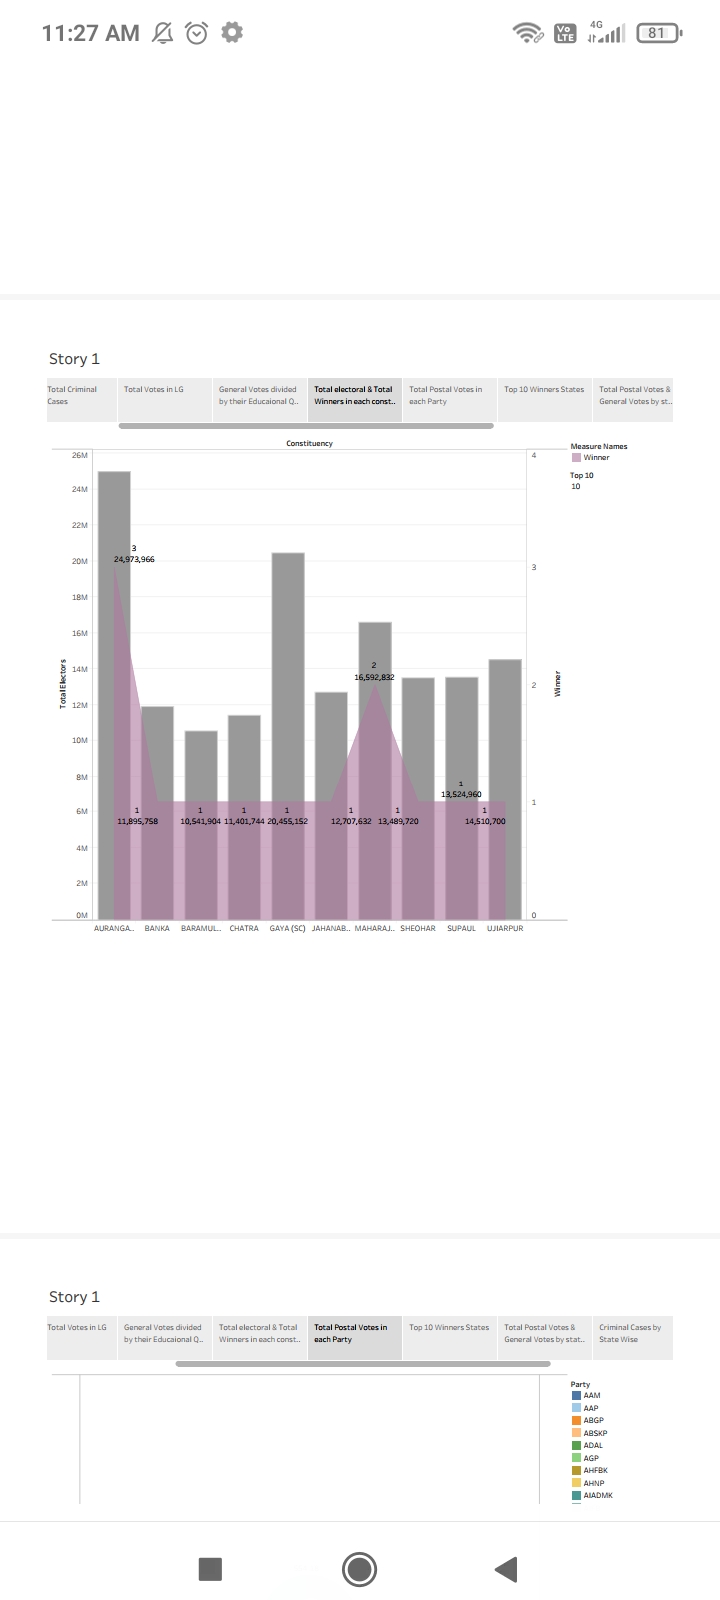 11:27 AM
4G
Vo
LTE
81
Story 1
Total Criminal
Cases
Total Votes in LG
General Votes divided
by their Educaional Q..
Total electoral & Total
Winners in each const..
Total Postal Votes in
each Party
Top 10 Winners States
Total Postal Votes &
General Votes by st..
Constituency
Measure Names
Winner
Top 10
10
26M
24M
22M
20M
18M
16M
14M
12M
10M
8M
6M
4M
2M
0M
Total Electors
4
3
2
1
0
Winner
3
24,973,966
1
11,895,758
1
10,541,904
1
11,401,744
1
20,455,152
1
12,707,632
2
16,592,832
1
13,489,720
1
13,524,960
1
14,510,700
AURANGA..
BANKA
BARAMUL..
CHATRA
GAYA (SC)
JAHANAB..
MAHARAJ..
SHEOHAR
SUPAUL
UJIARPUR
Story 1
Total Votes in LG
General Votes divided
by their Educaional Q..
Total electoral & Total
Winners in each const..
Total Postal Votes in
each Party
Top 10 Winners States
Total Postal Votes &
General Votes by stat..
Criminal Cases by
State Wise
Party
AAM
AAP
ABGP
ABSKP
ADAL
AGP
AHFBK
AHNP
AIADMK